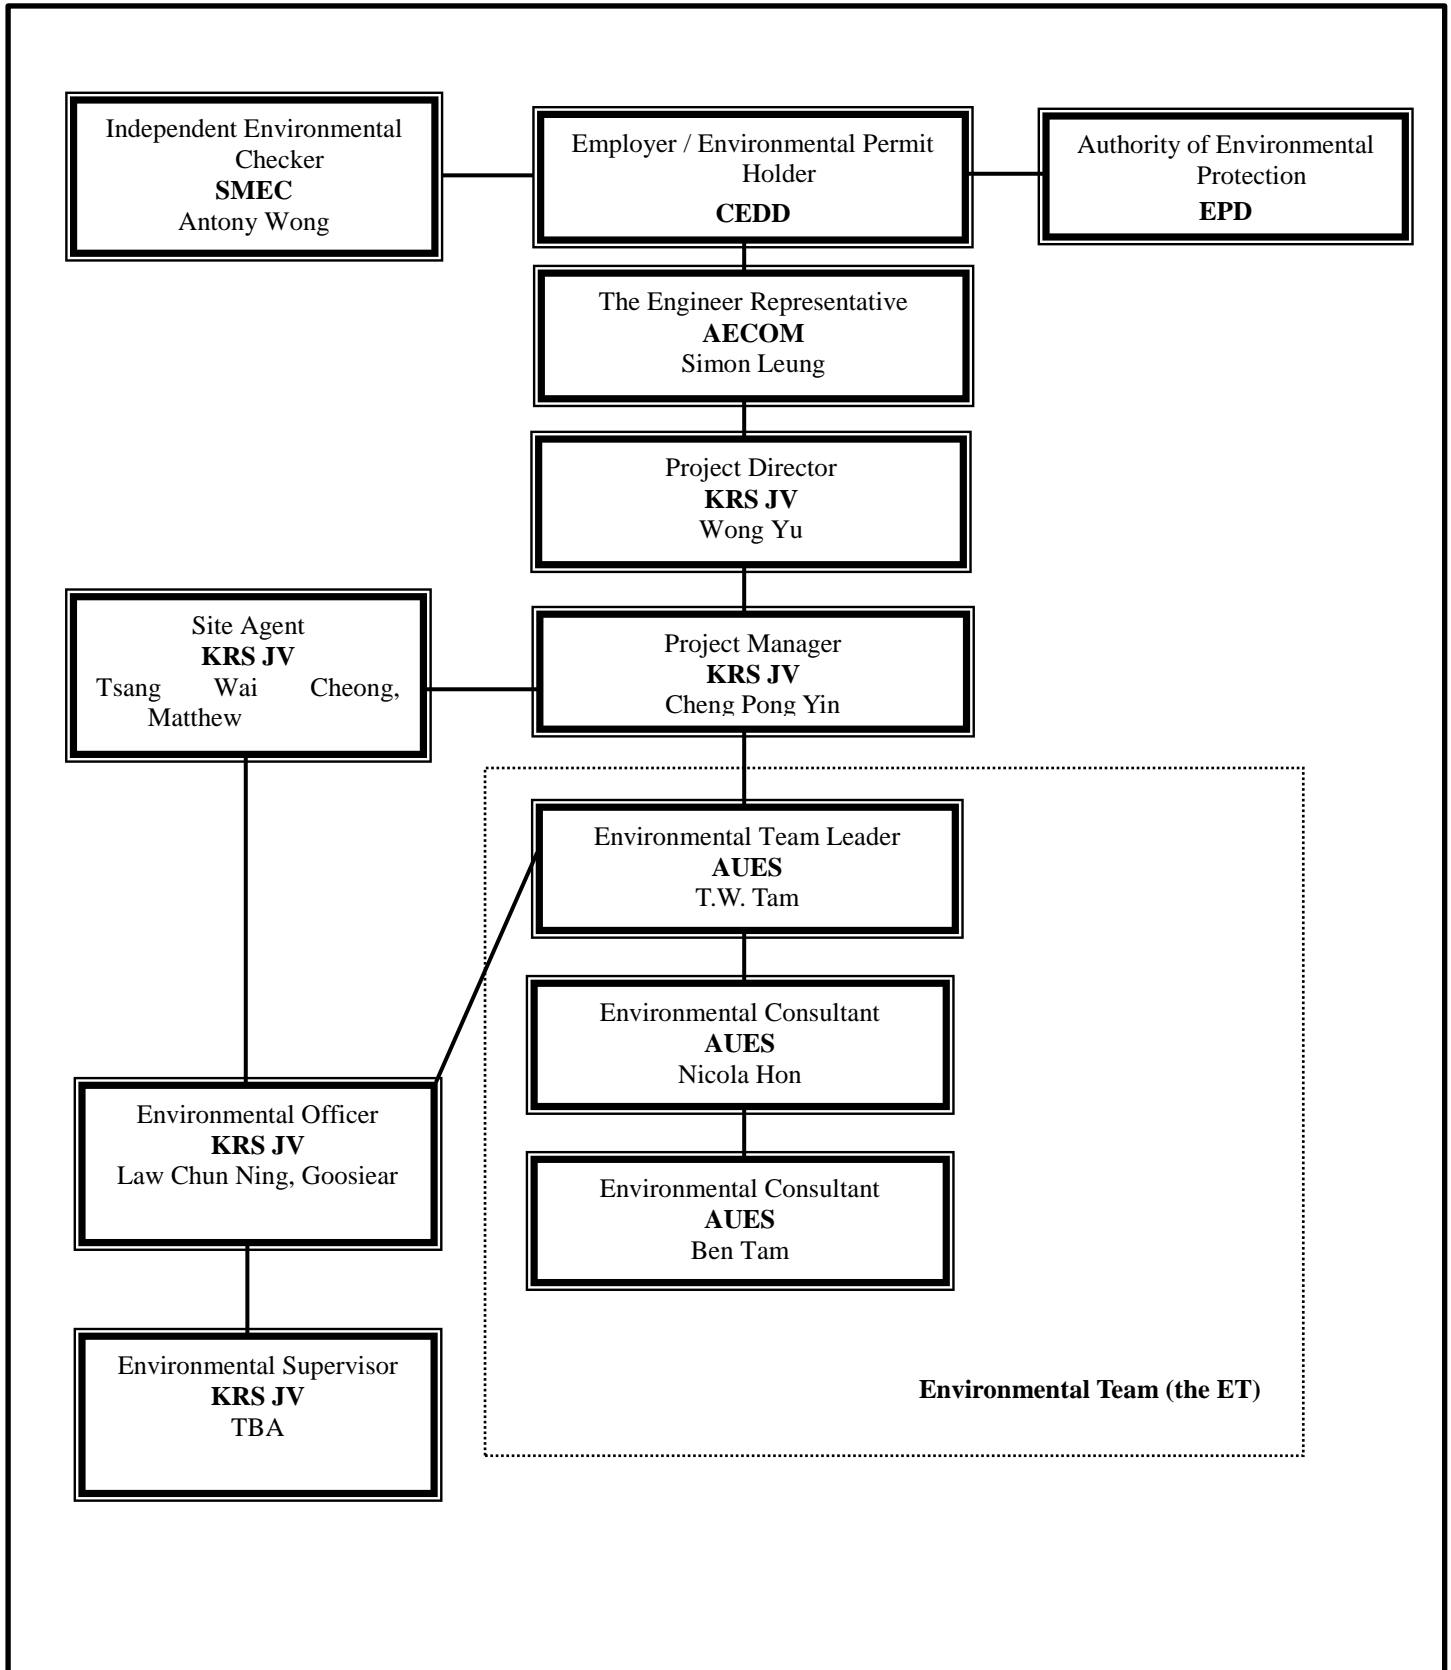 Independent Environmental
Checker
SMEC
Antony Wong
Employer / Environmental Permit
Holder
CEDD
Authority of Environmental
Protection
EPD
The Engineer Representative
AECOM
Simon Leung
Project Director
KRS JV
Wong Yu
Site Agent
KRS JV
Tsang Wai Cheong,
Matthew
Project Manager
KRS JV
Cheng Pong Yin
Environmental Team Leader
AUES
T.W. Tam
Environmental Consultant
AUES
Nicola Hon
Environmental Officer
KRS JV
Law Chun Ning, Goosiear
Environmental Consultant
AUES
Ben Tam
Environmental Supervisor
KRS JV
TBA
Environmental Team (the ET)